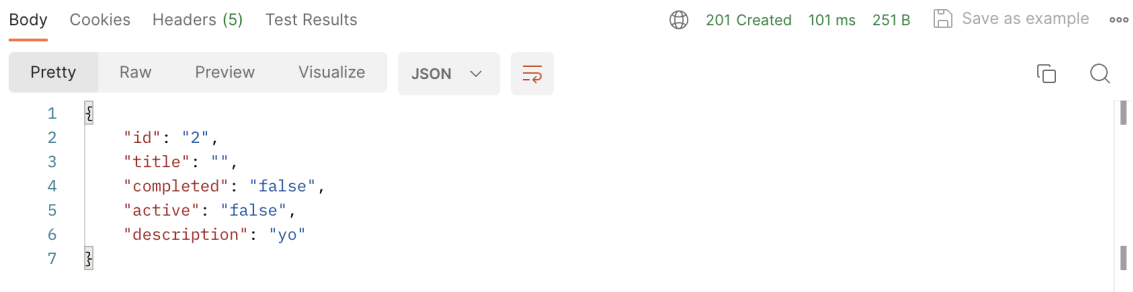 Body Cookies Headers (5) Test Results 201 Created 101 ms 251 B Save as example
Pretty Raw Preview Visualize JSON
1 {
2 "id": "2",
3 "title": "",
4 "completed": "false",
5 "active": "false",
6 "description": "yo"
7 }